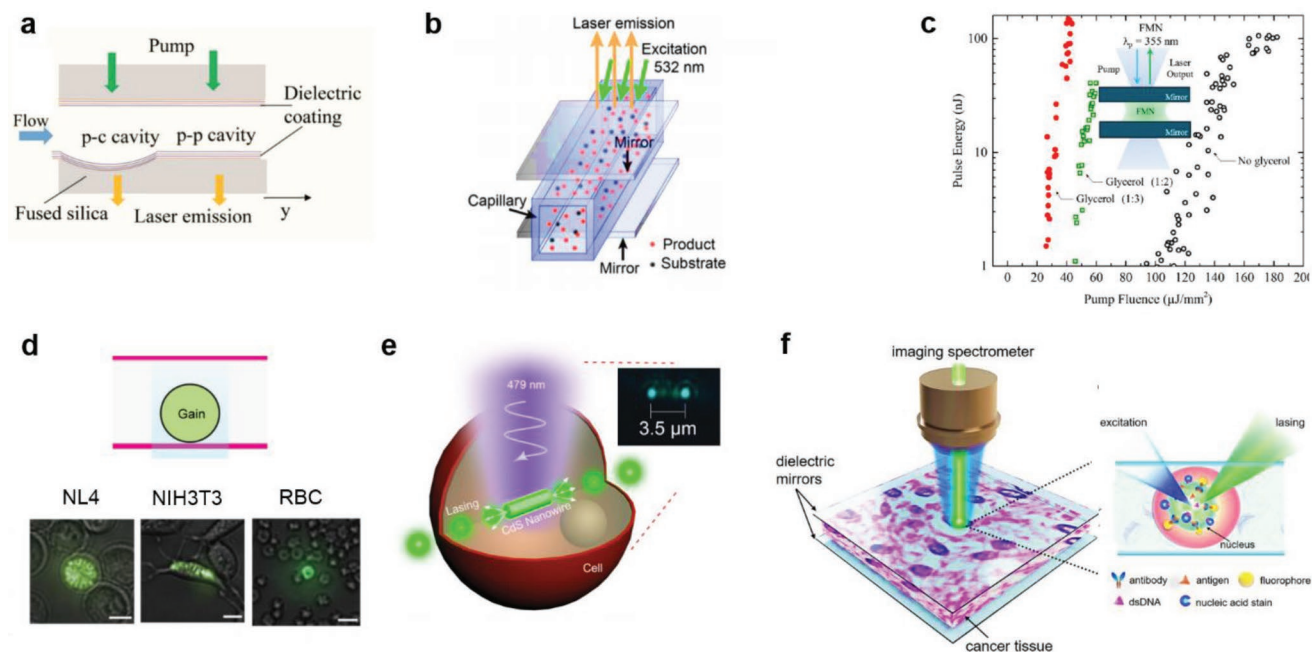 a
Pump
Dielectric
coating
Flow
p-c cavity
p-p cavity
Fused silica
Laser emission
y
b
Laser emission
Excitation
532 nm
Mirror
Capillary
Mirror
Product
Substrate
c
Pulse Energy (nJ)
100
10
1
FMN
λp = 355 nm
Pump
Laser
Output
Mirror
FMN
Mirror
No glycerol
Glycerol (1:2)
Glycerol (1:3)
0 20 40 60 80 100 120 140 160 180 200
Pump Fluence (μJ/mm²)
d
Gain
NL4
NIH3T3
RBC
e
479 nm
3.5 μm
Lasing
CdS Nanowire
Cell
f
imaging spectrometer
dielectric
mirrors
cancer tissue
excitation
lasing
nucleus
antibody
antigen
fluorophore
dsDNA
nucleic acid stain